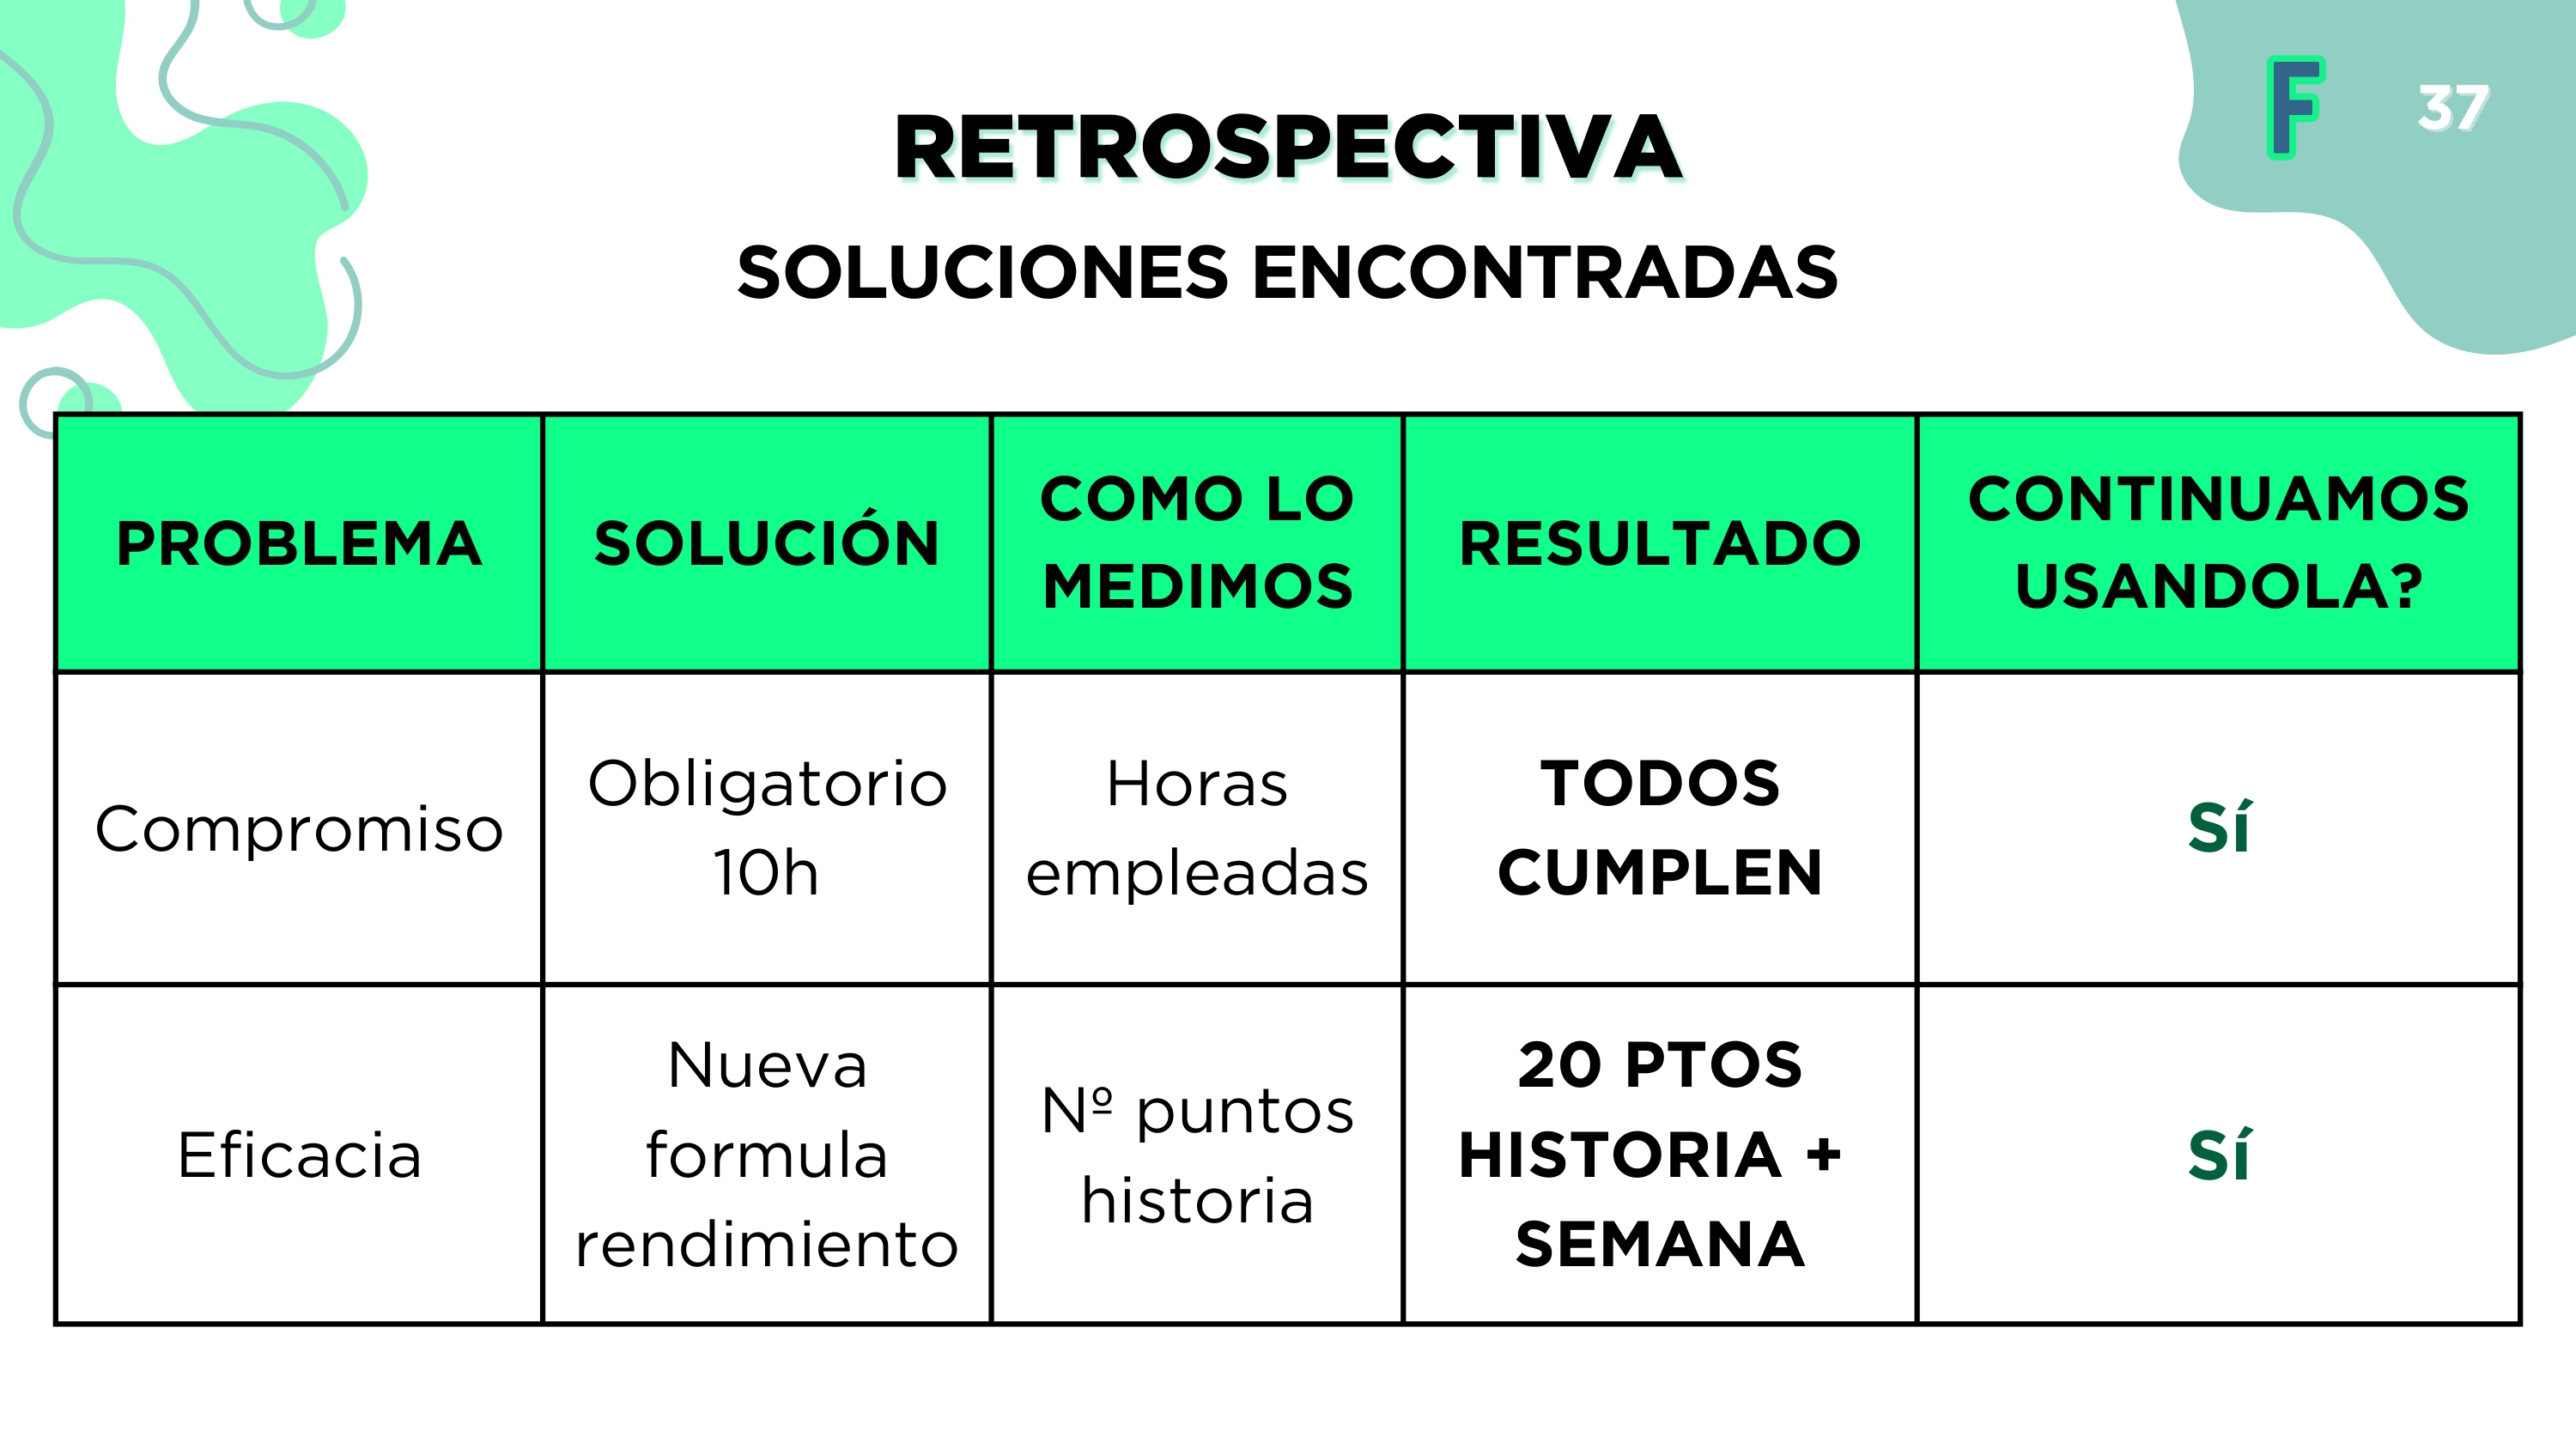 F
37
RETROSPECTIVA
SOLUCIONES ENCONTRADAS
PROBLEMA
SOLUCIÓN
COMO LO
MEDIMOS
RESULTADO
CONTINUAMOS
USANDOLA?
Compromiso
Obligatorio
10h
Horas
empleadas
TODOS
CUMPLEN
Sí
Eficacia
Nueva
formula
rendimiento
Nº puntos
historia
20 PTOS
HISTORIA +
SEMANA
Sí